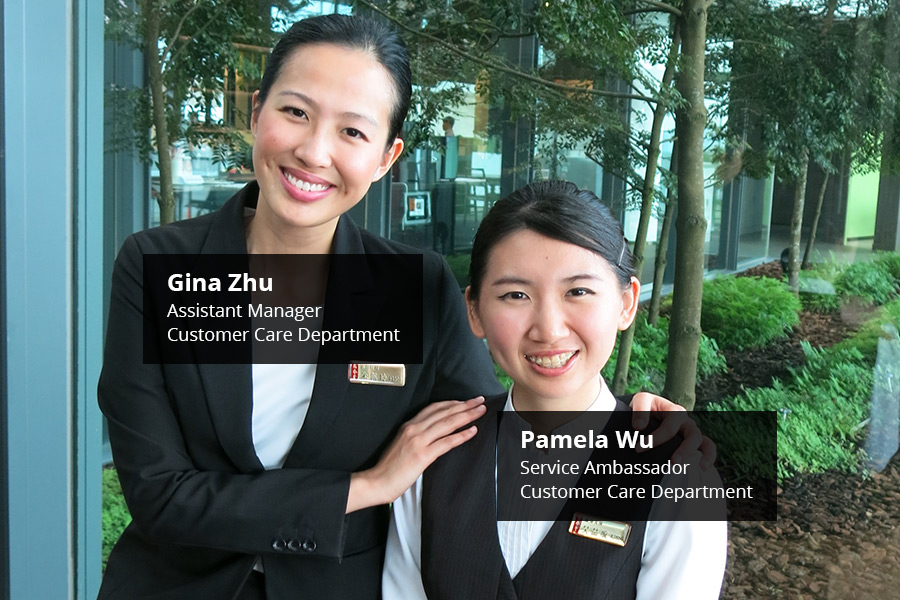 Gina Zhu
Assistant Manager
Customer Care Department
Pamela Wu
Service Ambassador
Customer Care Department